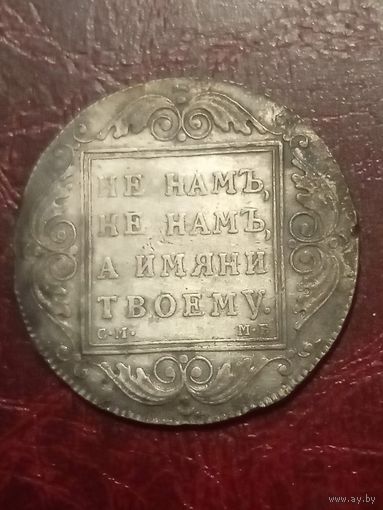 НЕ НАМЪ,
НЕ НАМЪ,
А ИМЯНИ
ТВОЕМУ.
С·М· М·Б
www.ay.by